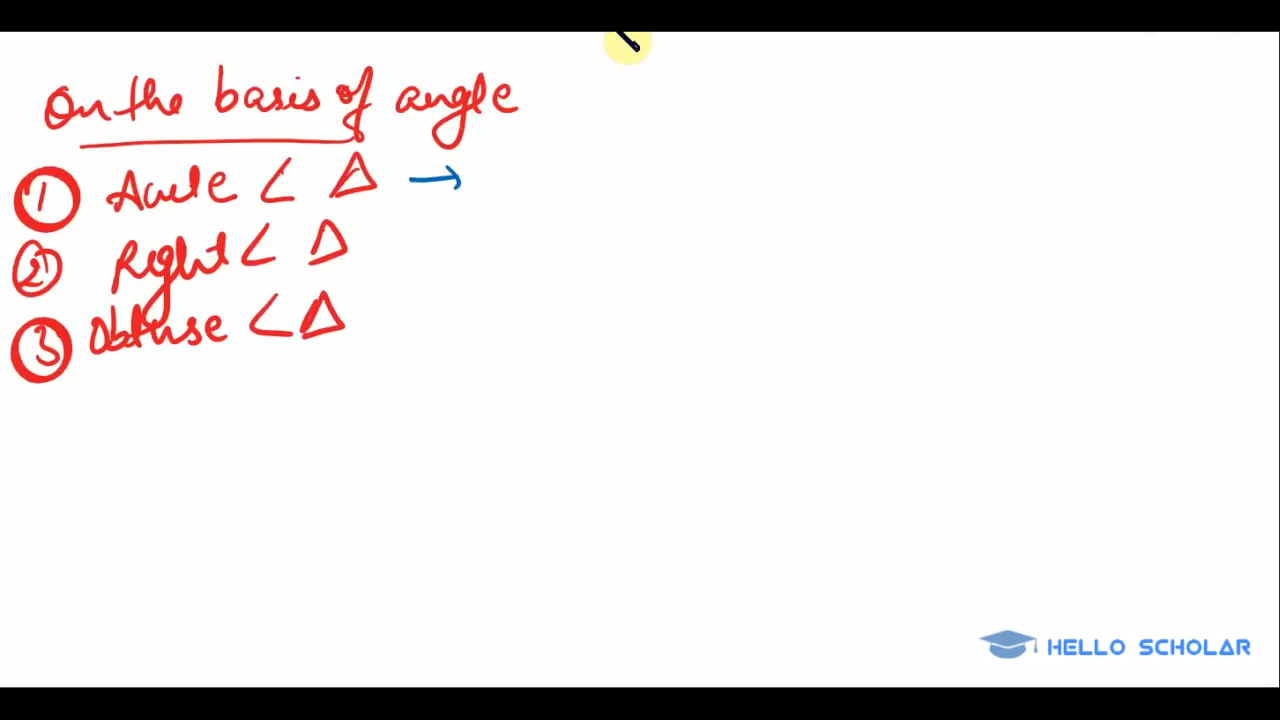 On the basis of angle
1 Acute < Δ →
2 Right < Δ
3 Obtuse < Δ
HELLO SCHOLAR